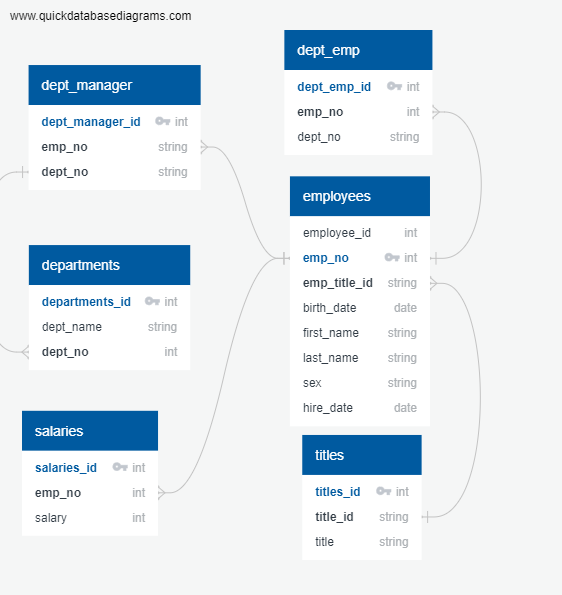 www.quickdatabasediagrams.com
dept_manager
dept_manager_id int
emp_no string
dept_no string
dept_emp
dept_emp_id int
emp_no int
dept_no string
employees
employee_id int
emp_no int
emp_title_id string
birth_date date
first_name string
last_name string
sex string
hire_date date
departments
departments_id int
dept_name string
dept_no int
salaries
salaries_id int
emp_no int
salary int
titles
titles_id int
title_id string
title string